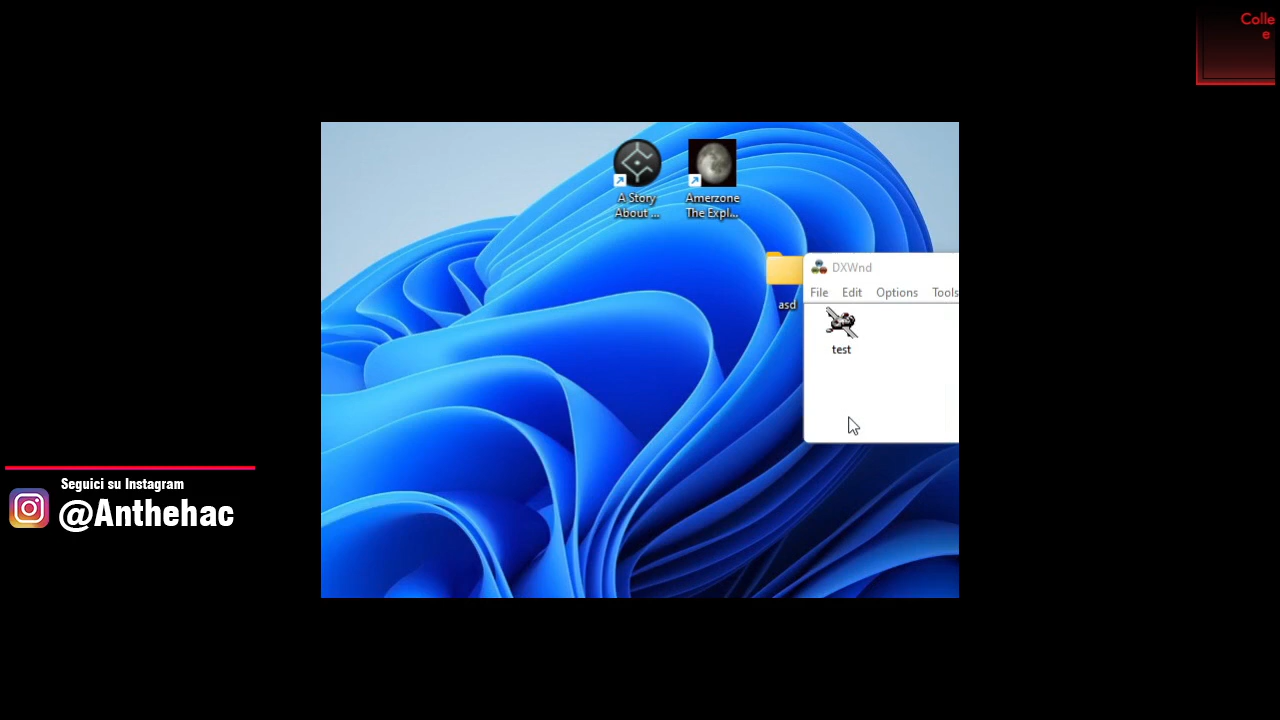 Colle
e
A Story
About ...
Amerzone
The Expl...
asd
DXWnd
File Edit Options Tools
test
Seguici su Instagram
@Anthehac